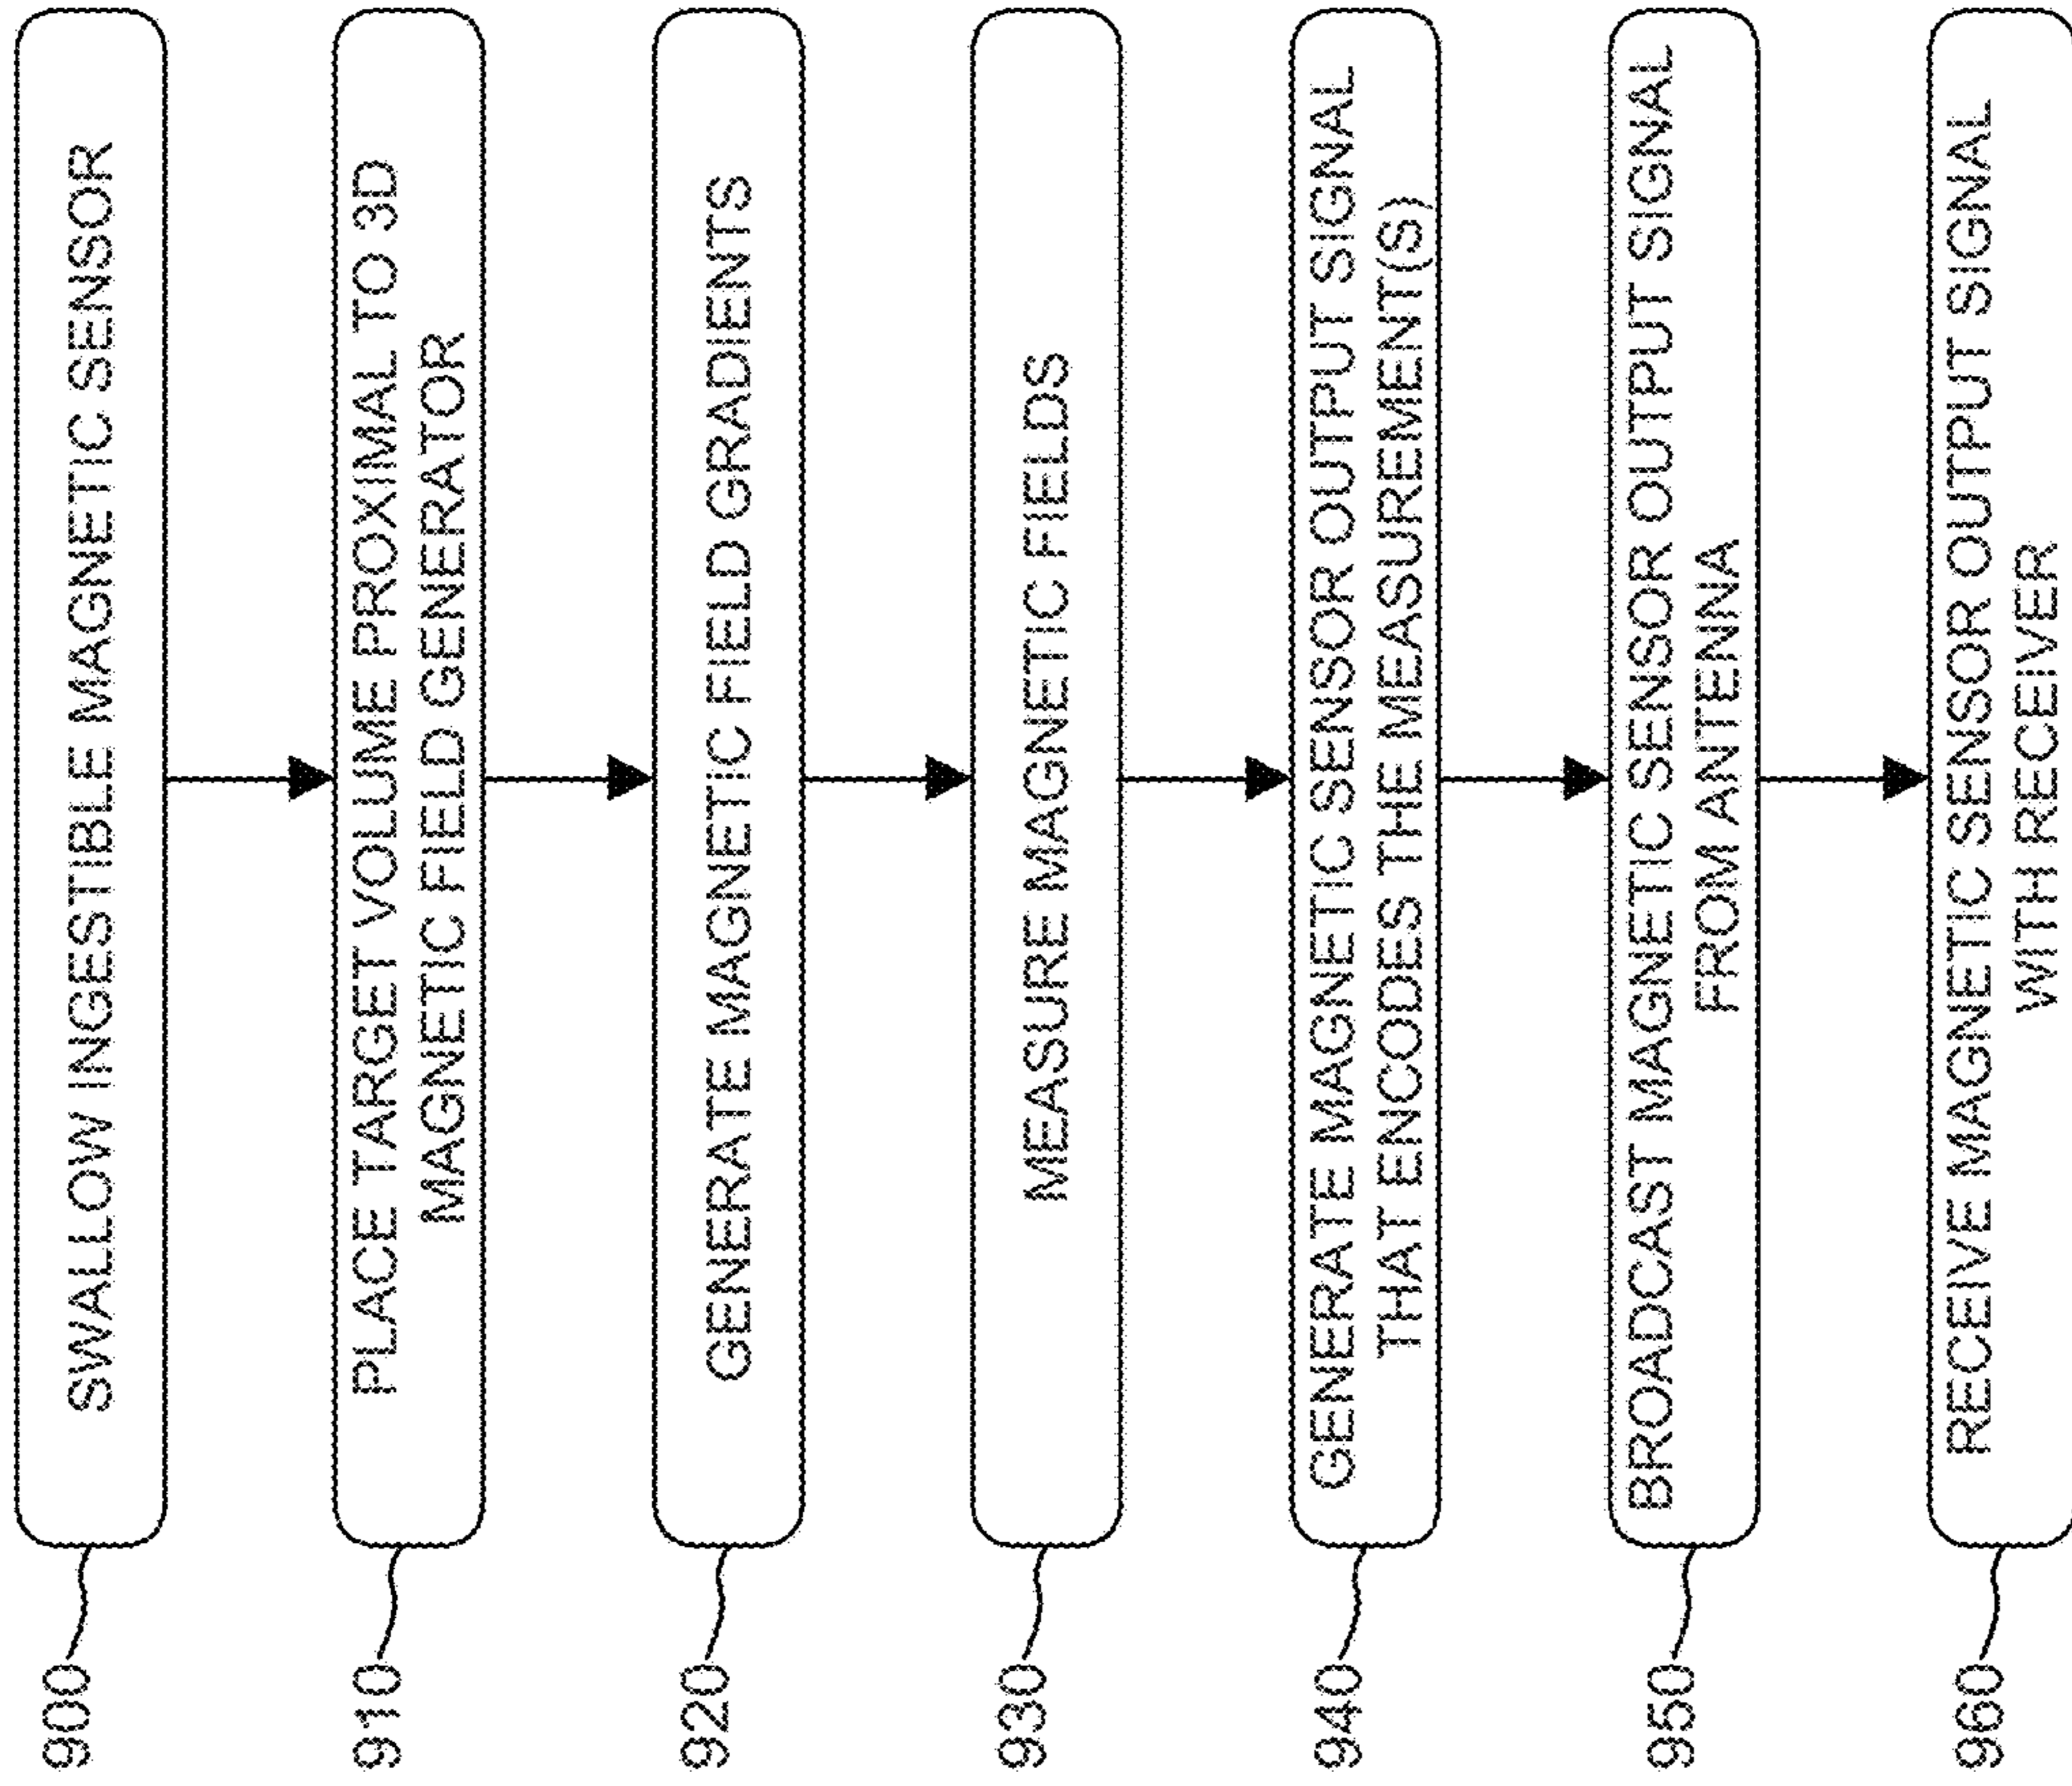 900
SWALLOW INGESTIBLE MAGNETIC SENSOR
910
PLACE TARGET VOLUME PROXIMAL TO 3D
MAGNETIC FIELD GENERATOR
920
GENERATE MAGNETIC FIELD GRADIENTS
930
MEASURE MAGNETIC FIELDS
940
GENERATE MAGNETIC SENSOR OUTPUT SIGNAL
THAT ENCODES THE MEASUREMENT(S)
950
BROADCAST MAGNETIC SENSOR OUTPUT SIGNAL
FROM ANTENNA
960
RECEIVE MAGNETIC SENSOR OUTPUT SIGNAL
WITH RECEIVER